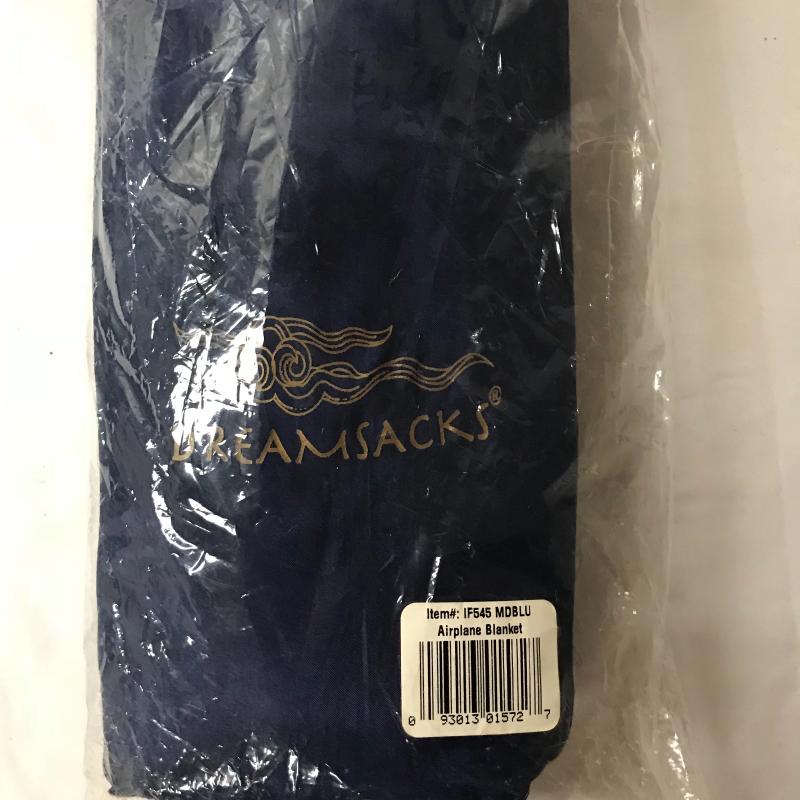 DREAMSACKS®
Item#: IF545 MDBLU
Airplane Blanket
0 93013 01572 7